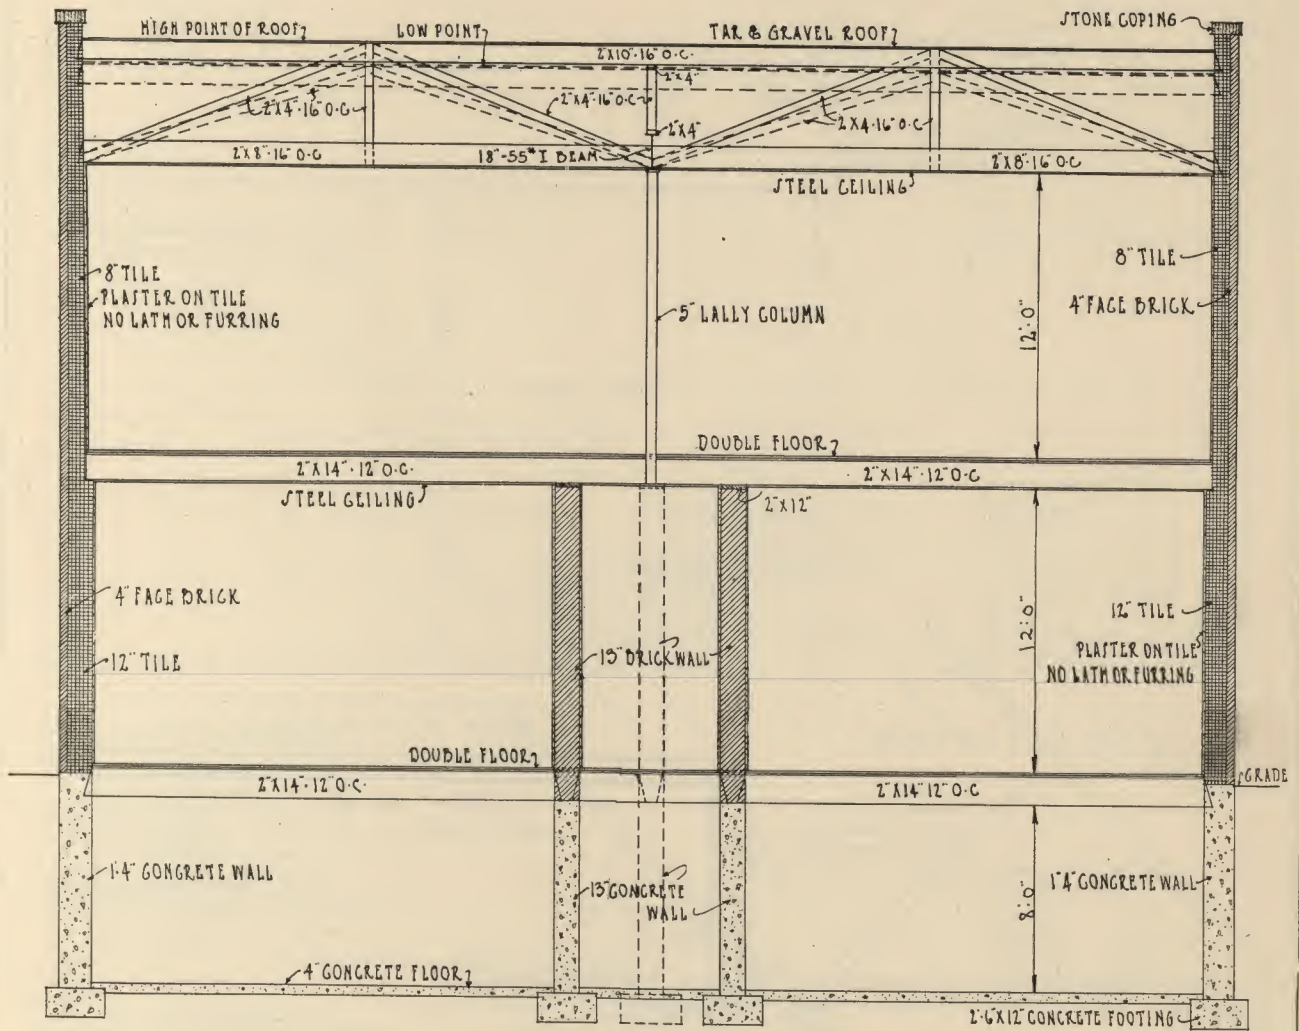 HIGH POINT OF ROOF
LOW POINT
TAR & GRAVEL ROOF
STONE COPING
2"X10"·16"O·C·
2"X4"
2"X4"·16"O·C
2"X4"·16"O·C
2"X4"·16"O·C
2"X4"
2"X8"·16"O·C
18"-55# I BEAM
2"X8"·16"O·C
STEEL CEILING
8" TILE
PLASTER ON TILE
NO LATH OR FURRING
5" LALLY COLUMN
12'·0"
8" TILE
4" FACE BRICK
DOUBLE FLOOR
2"X14"·12"O·C·
2"X14"·12"O·C
STEEL CEILING
2"X12"
4" FACE BRICK
12" TILE
13" BRICK WALL
12'·0"
12" TILE
PLASTER ON TILE
NO LATH OR FURRING
DOUBLE FLOOR
2"X14"·12"O·C·
2"X14"12"O·C
GRADE
1'·4" CONCRETE WALL
13" CONCRETE
WALL
8'·0"
1'4" CONCRETE WALL
4" CONCRETE FLOOR
2'·6"X12" CONCRETE FOOTING